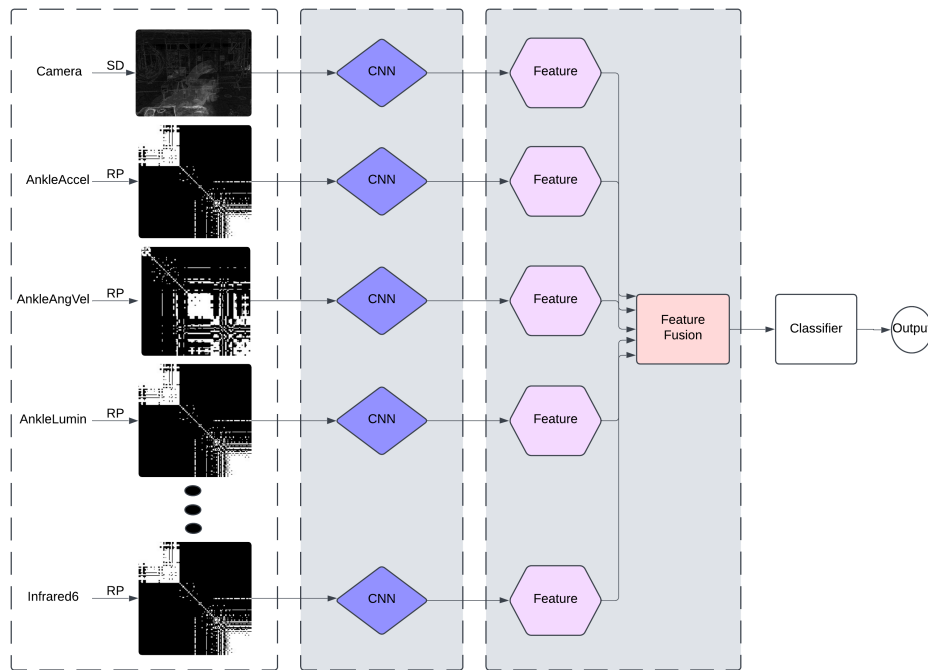 Camera
SD
CNN
Feature
AnkleAccel
RP
CNN
Feature
AnkleAngVel
RP
CNN
Feature
Feature
Fusion
Classifier
Output
AnkleLumin
RP
CNN
Feature
Infrared6
RP
CNN
Feature